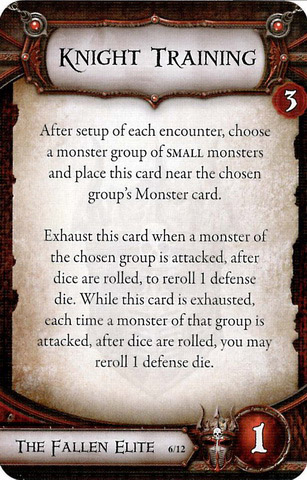 KNIGHT TRAINING
3
After setup of each encounter, choose
a monster group of SMALL monsters
and place this card near the chosen
group's Monster card.
Exhaust this card when a monster of
the chosen group is attacked, after
dice are rolled, to reroll 1 defense
die. While this card is exhausted,
each time a monster of that group is
attacked, after dice are rolled, you may
reroll 1 defense die.
THE FALLEN ELITE 6/12
1